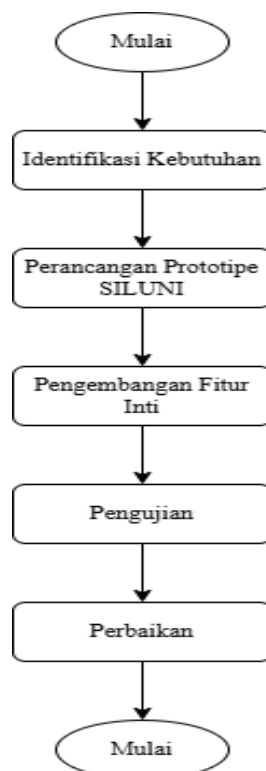 Mulai
Identifikasi Kebutuhan
Perancangan Prototipe
SILUNI
Pengembangan Fitur
Inti
Pengujian
Perbaikan
Mulai